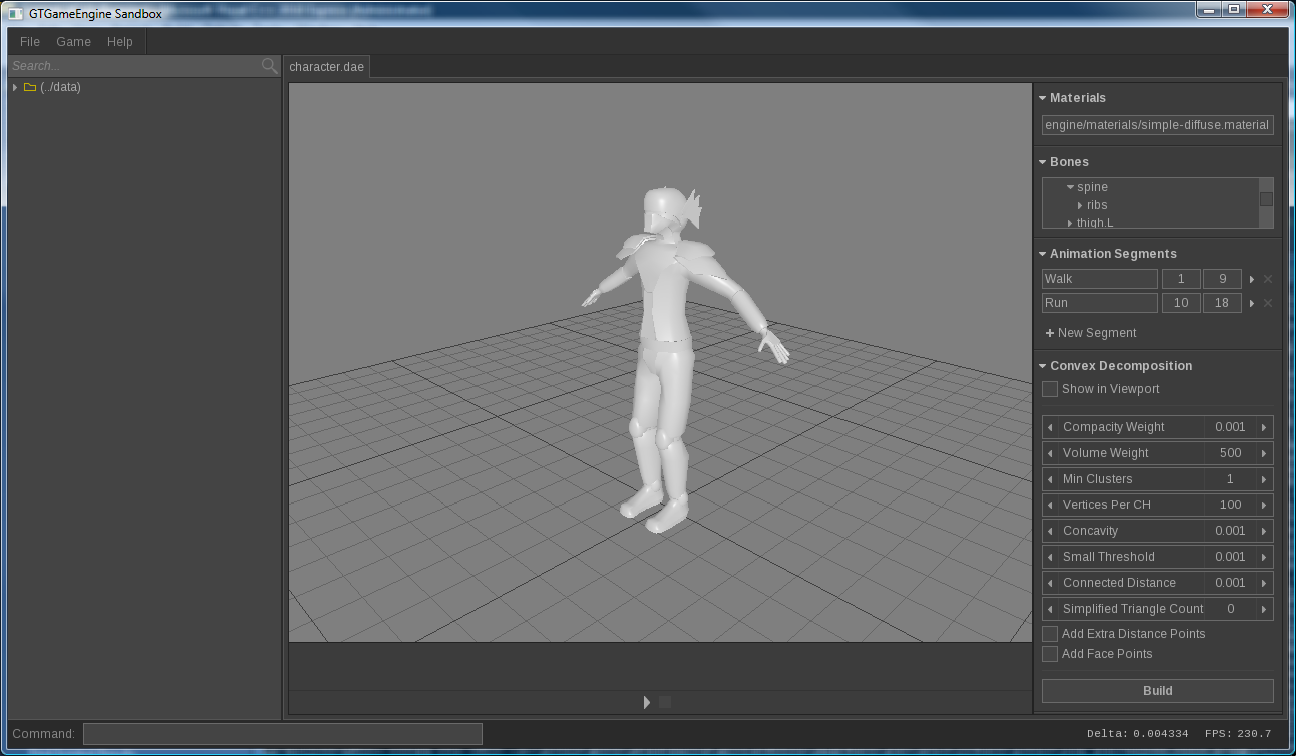 GTGameEngine Sandbox
File Game Help
Search...
(../data)
character.dae
Materials
engine/materials/simple-diffuse.material
Bones
spine
ribs
thigh.L
Animation Segments
Walk 1 9
Run 10 18
New Segment
Convex Decomposition
Show in Viewport
Compacity Weight 0.001
Volume Weight 500
Min Clusters 1
Vertices Per CH 100
Concavity 0.001
Small Threshold 0.001
Connected Distance 0.001
Simplified Triangle Count 0
Add Extra Distance Points
Add Face Points
Build
Command:
Delta: 0.004334 FPS: 230.7